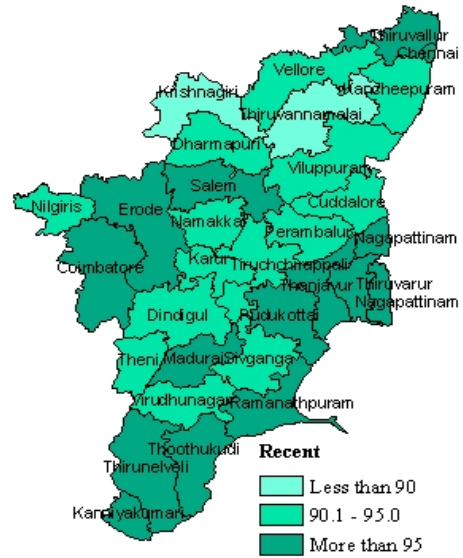 Thiruvallur
Chennai
Vellore
Kancheepuram
Krishnagiri
Thiruvannamalai
Dharmapuri
Viluppuram
Salem
Cuddalore
Nilgiris
Erode
Namakkal
Perambalur
Nagapattinam
Karur
Coimbatore
Tiruchchirappali
Thanjavur
Thiruvarur
Nagapattinam
Dindigul
Pudukottai
Theni
Madurai
Sivganga
Virudhunagar
Ramanathpuram
Thoothukudi
Thirunelveli
Kanniyakumari
Recent
Less than 90
90.1 - 95.0
More than 95